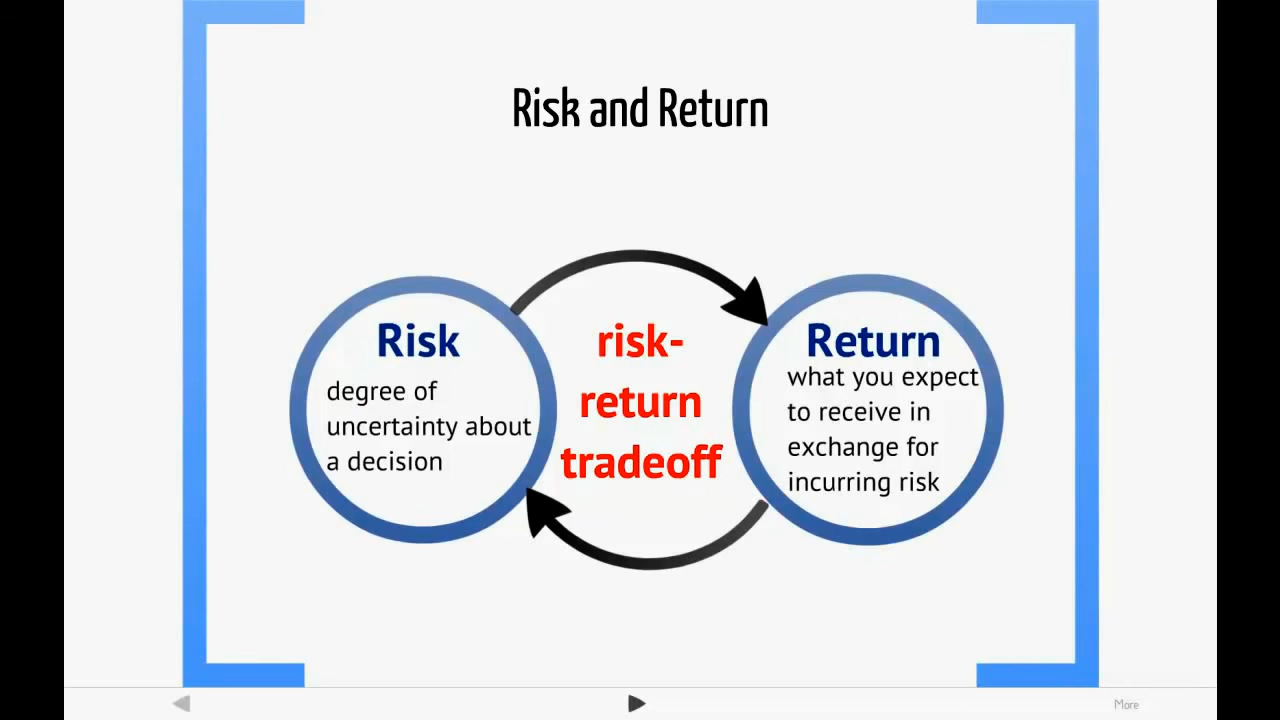 Risk and Return
Risk
degree of
uncertainty about
a decision
risk-
return
tradeoff
Return
what you expect
to receive in
exchange for
incurring risk
More